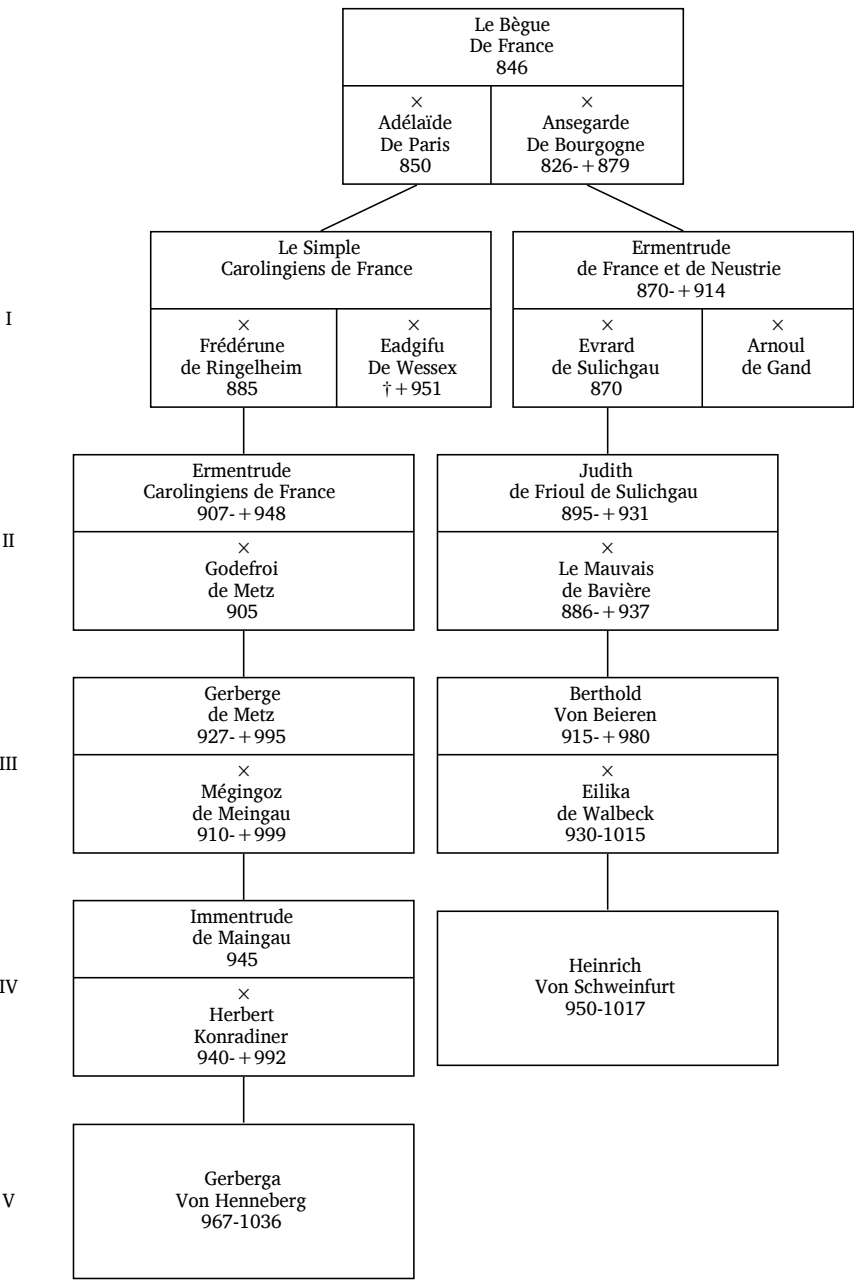 Le Bègue
De France
846
×
Adélaïde
De Paris
850
×
Ansegarde
De Bourgogne
826-+879
I
Le Simple
Carolingiens de France
Ermentrude
de France et de Neustrie
870-+914
×
Frédérune
de Ringelheim
885
×
Eadgifu
De Wessex
†+951
×
Evrard
de Sulichgau
870
×
Arnoul
de Gand
II
Ermentrude
Carolingiens de France
907-+948
×
Godefroi
de Metz
905
Judith
de Frioul de Sulichgau
895-+931
×
Le Mauvais
de Bavière
886-+937
III
Gerberge
de Metz
927-+995
×
Mégingoz
de Meingau
910-+999
Berthold
Von Beieren
915-+980
×
Eilika
de Walbeck
930-1015
IV
Immentrude
de Maingau
945
×
Herbert
Konradiner
940-+992
Heinrich
Von Schweinfurt
950-1017
V
Gerberga
Von Henneberg
967-1036